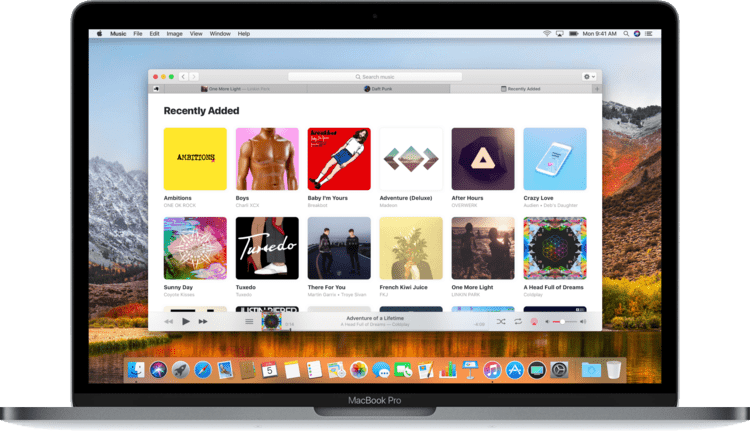 Music File Edit Image View Window Help Mon 9:41 AM
Search music
One More Light — Linkin Park Daft Punk Recently Added
Recently Added
AMBITIONS
Ambitions Boys Baby I'm Yours Adventure (Deluxe) After Hours Crazy Love
ONE OK ROCK Charli XCX Breakbot Madeon OVERWERK Audien • Deb's Daughter
Tuxedo
Sunny Day Tuxedo There For You French Kiwi Juice One More Light A Head Full of Dreams
Coyote Kisses Tuxedo Martin Garrix • Troye Sivan FKJ LINKIN PARK Coldplay
JUSTIN BIEBER
Adventure of a Lifetime
A Head Full of Dreams — Coldplay
5
MacBook Pro